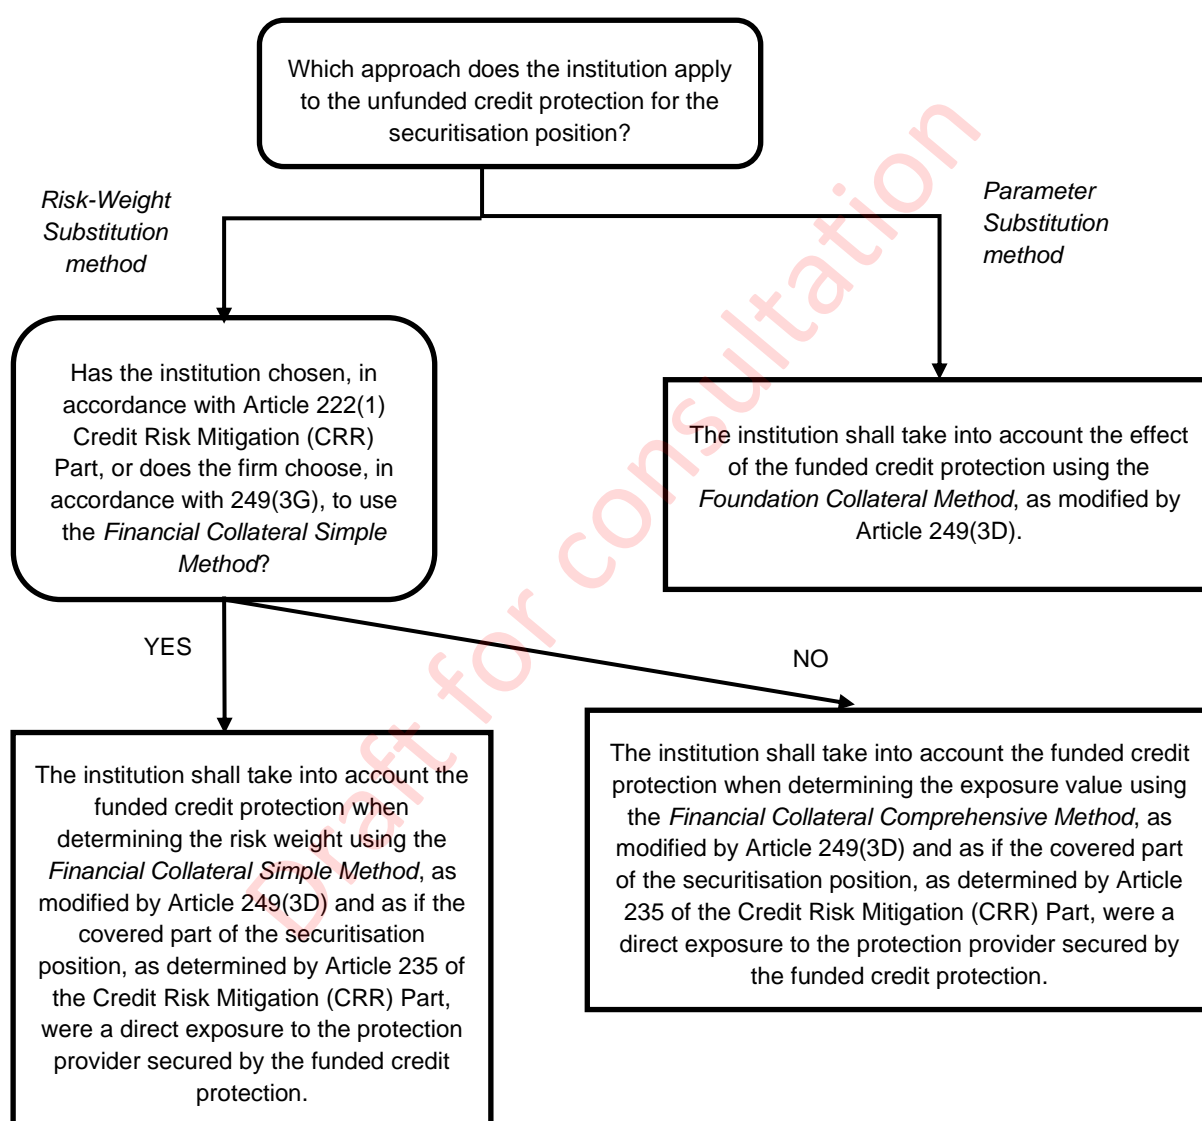 Which approach does the institution apply
to the unfunded credit protection for the
securitisation position?
Risk-Weight
Substitution
method
Parameter
Substitution
method
Has the institution chosen, in
accordance with Article 222(1)
Credit Risk Mitigation (CRR)
Part, or does the firm choose, in
accordance with 249(3G), to use
the Financial Collateral Simple
Method?
The institution shall take into account the effect
of the funded credit protection using the
Foundation Collateral Method, as modified by
Article 249(3D).
YES
NO
The institution shall take into account the
funded credit protection when
determining the risk weight using the
Financial Collateral Simple Method, as
modified by Article 249(3D) and as if the
covered part of the securitisation
position, as determined by Article 235 of
the Credit Risk Mitigation (CRR) Part,
were a direct exposure to the protection
provider secured by the funded credit
protection.
The institution shall take into account the funded credit
protection when determining the exposure value using
the Financial Collateral Comprehensive Method, as
modified by Article 249(3D) and as if the covered part
of the securitisation position, as determined by Article
235 of the Credit Risk Mitigation (CRR) Part, were a
direct exposure to the protection provider secured by
the funded credit protection.
Draft for consultation